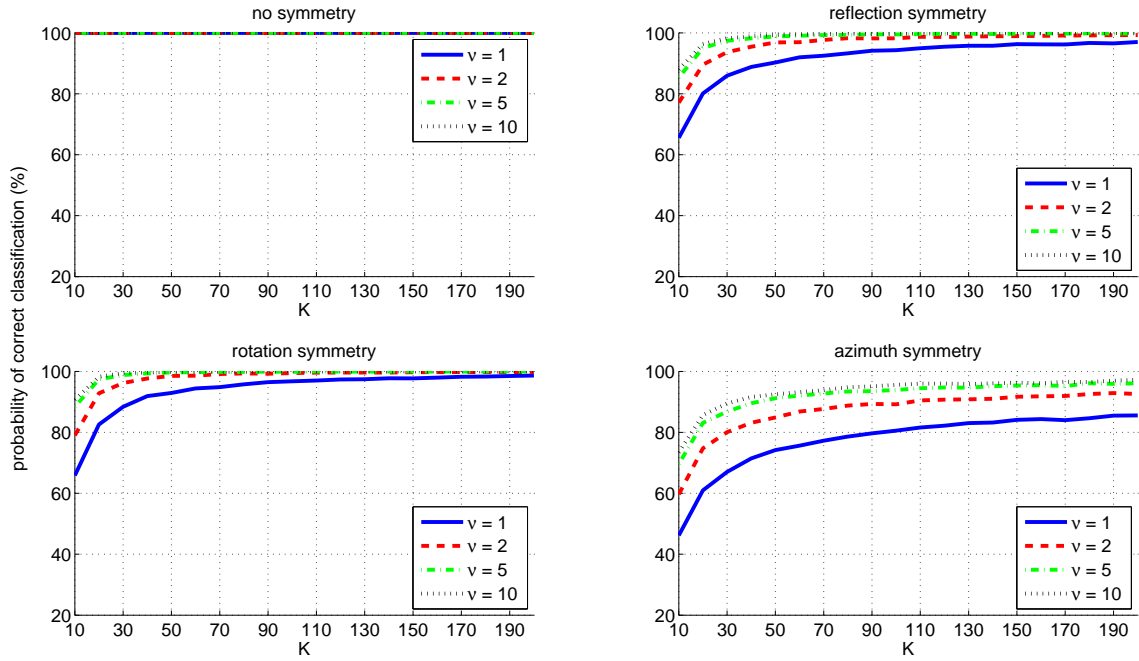 no symmetry
100
80
60
40
20
10 30 50 70 90 110 130 150 170 190
K
ν = 1
ν = 2
ν = 5
ν = 10
reflection symmetry
100
80
60
40
20
10 30 50 70 90 110 130 150 170 190
K
ν = 1
ν = 2
ν = 5
ν = 10
probability of correct classification (%)
rotation symmetry
100
80
60
40
20
10 30 50 70 90 110 130 150 170 190
K
ν = 1
ν = 2
ν = 5
ν = 10
azimuth symmetry
100
80
60
40
20
10 30 50 70 90 110 130 150 170 190
K
ν = 1
ν = 2
ν = 5
ν = 10